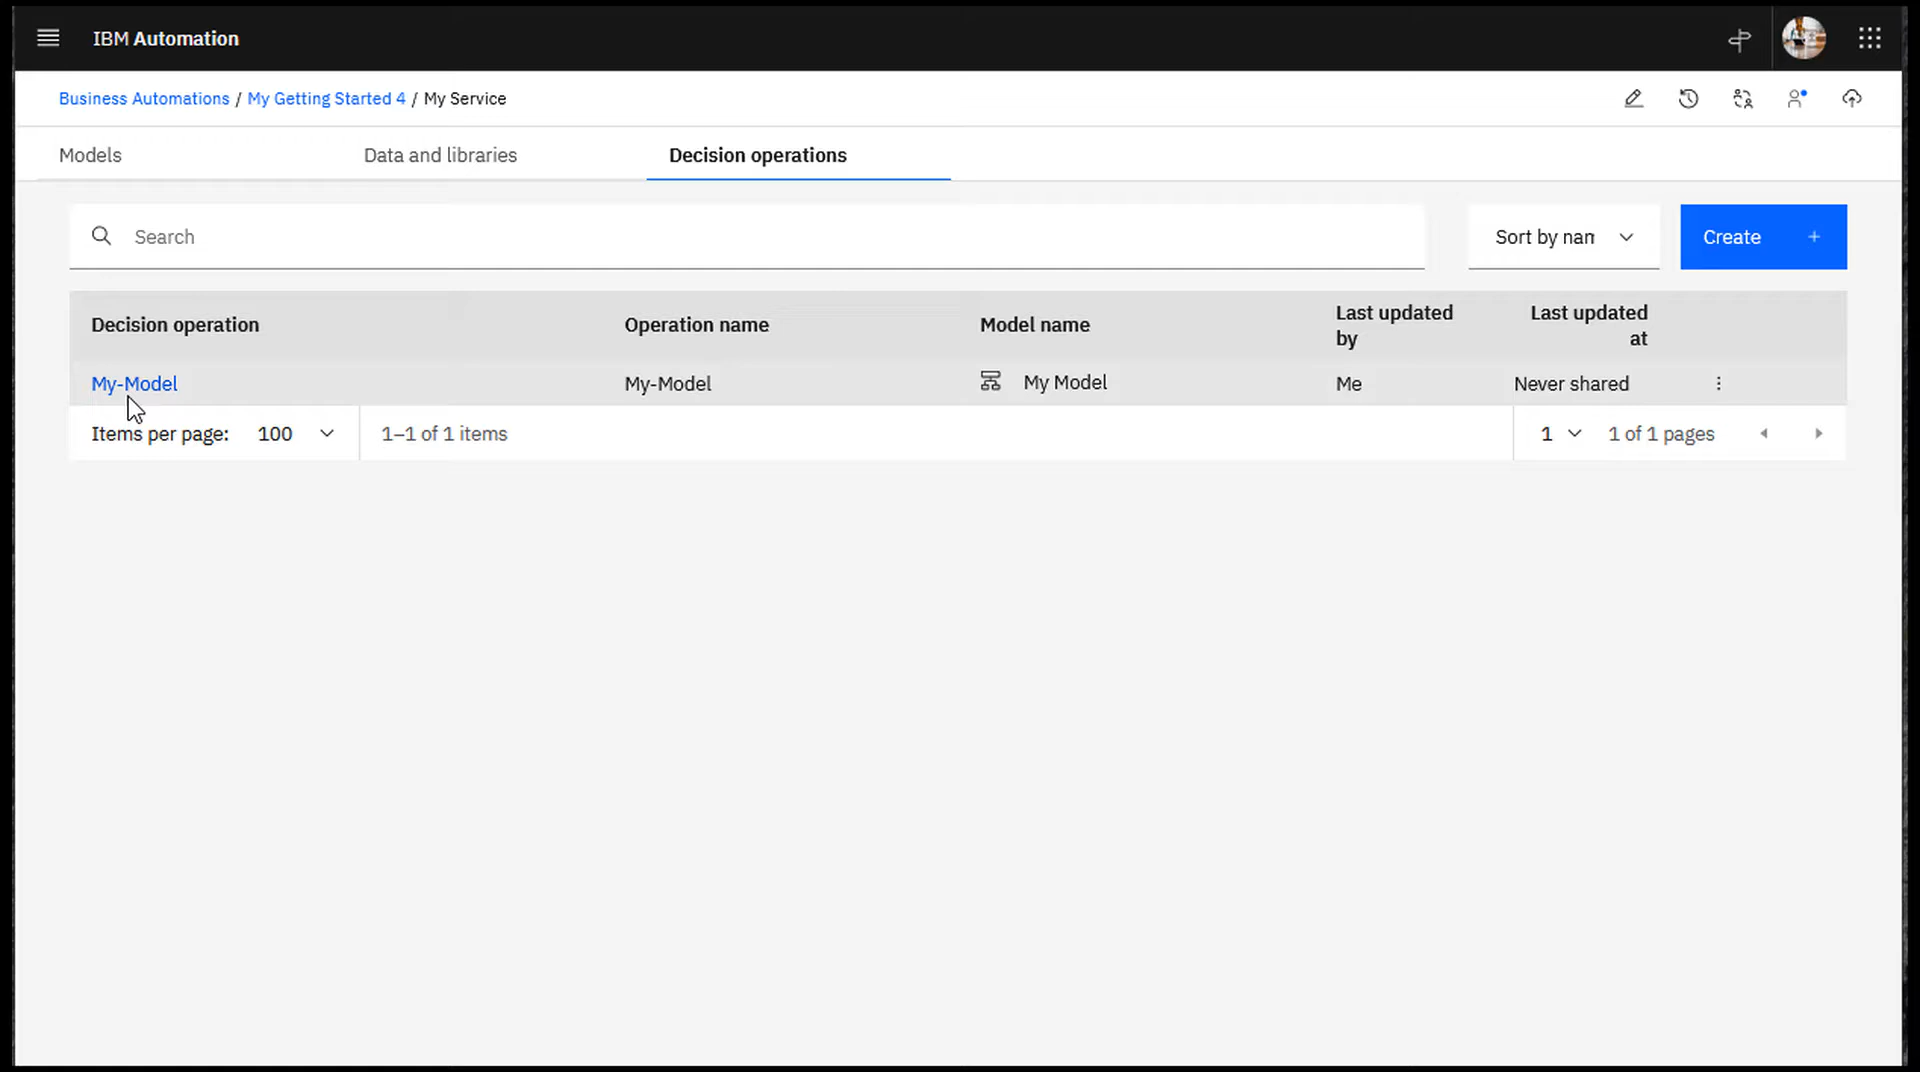 IBM Automation
Business Automations / My Getting Started 4 / My Service
Models
Data and libraries
Decision operations
Search
Sort by nam
Create +
Decision operation
Operation name
Model name
Last updated by
Last updated at
My-Model
My-Model
My Model
Me
Never shared
Items per page: 100
1–1 of 1 items
1
1 of 1 pages